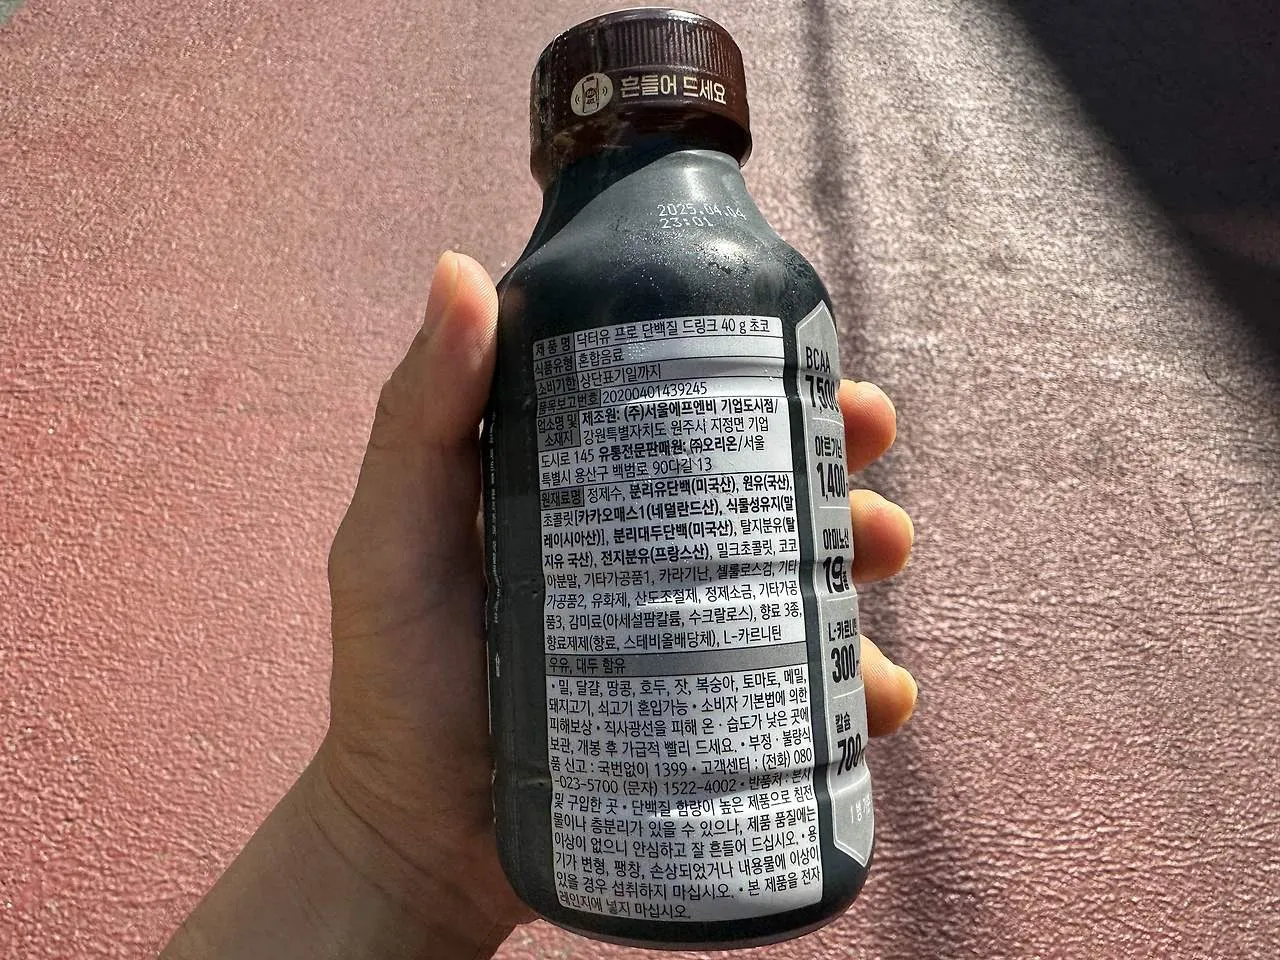 흔들어 드세요
2025.04.04
23:01
제 품 명 닥터유 프로 단백질 드링크 40 g 초코
식품유형 혼합음료
소비기한 상단표기일까지
품목보고번호 20200401439245
업소명 및 제조원: (주)서울에프엔비 기업도시점/
소재지 강원특별자치도 원주시 지정면 기업
도시로 145 유통전문판매원: ㈜오리온/서울
특별시 용산구 백범로 90다길 13
원재료명 정제수, 분리유단백(미국산), 원유(국산),
초콜릿[카카오매스1(네덜란드산), 식물성유지(말
레이시아산)], 분리대두단백(미국산), 탈지분유(탈
지유 국산), 전지분유(프랑스산), 밀크초콜릿, 코코
아분말, 기타가공품1, 카라기난, 셀룰로스검, 기타
가공품2, 유화제, 산도조절제, 정제소금, 기타가공
품3, 감미료(아세설팜칼륨, 수크랄로스), 향료 3종,
향료제제(향료, 스테비올배당체), L-카르니틴
우유, 대두 함유
• 밀, 달걀, 땅콩, 호두, 잣, 복숭아, 토마토, 메밀,
돼지고기, 쇠고기 혼입가능 • 소비자 기본법에 의한
피해보상 • 직사광선을 피해 온 · 습도가 낮은 곳에
보관, 개봉 후 가급적 빨리 드세요. • 부정 · 불량식
품 신고 : 국번없이 1399 • 고객센터 : (전화) 080
-023-5700 (문자) 1522-4002 • 반품처 : 본사
및 구입한 곳 • 단백질 함량이 높은 제품으로 침전
물이나 층분리가 있을 수 있으나, 제품 품질에는
이상이 없으니 안심하고 잘 흔들어 드십시오. • 용
기가 변형, 팽창, 손상되었거나 내용물에 이상이
있을 경우 섭취하지 마십시오. • 본 제품을 전자
레인지에 넣지 마십시오.
BCAA
7,500
아르기닌
1,400
아미노산
19종
L-카르니틴
300
칼슘
700
1병